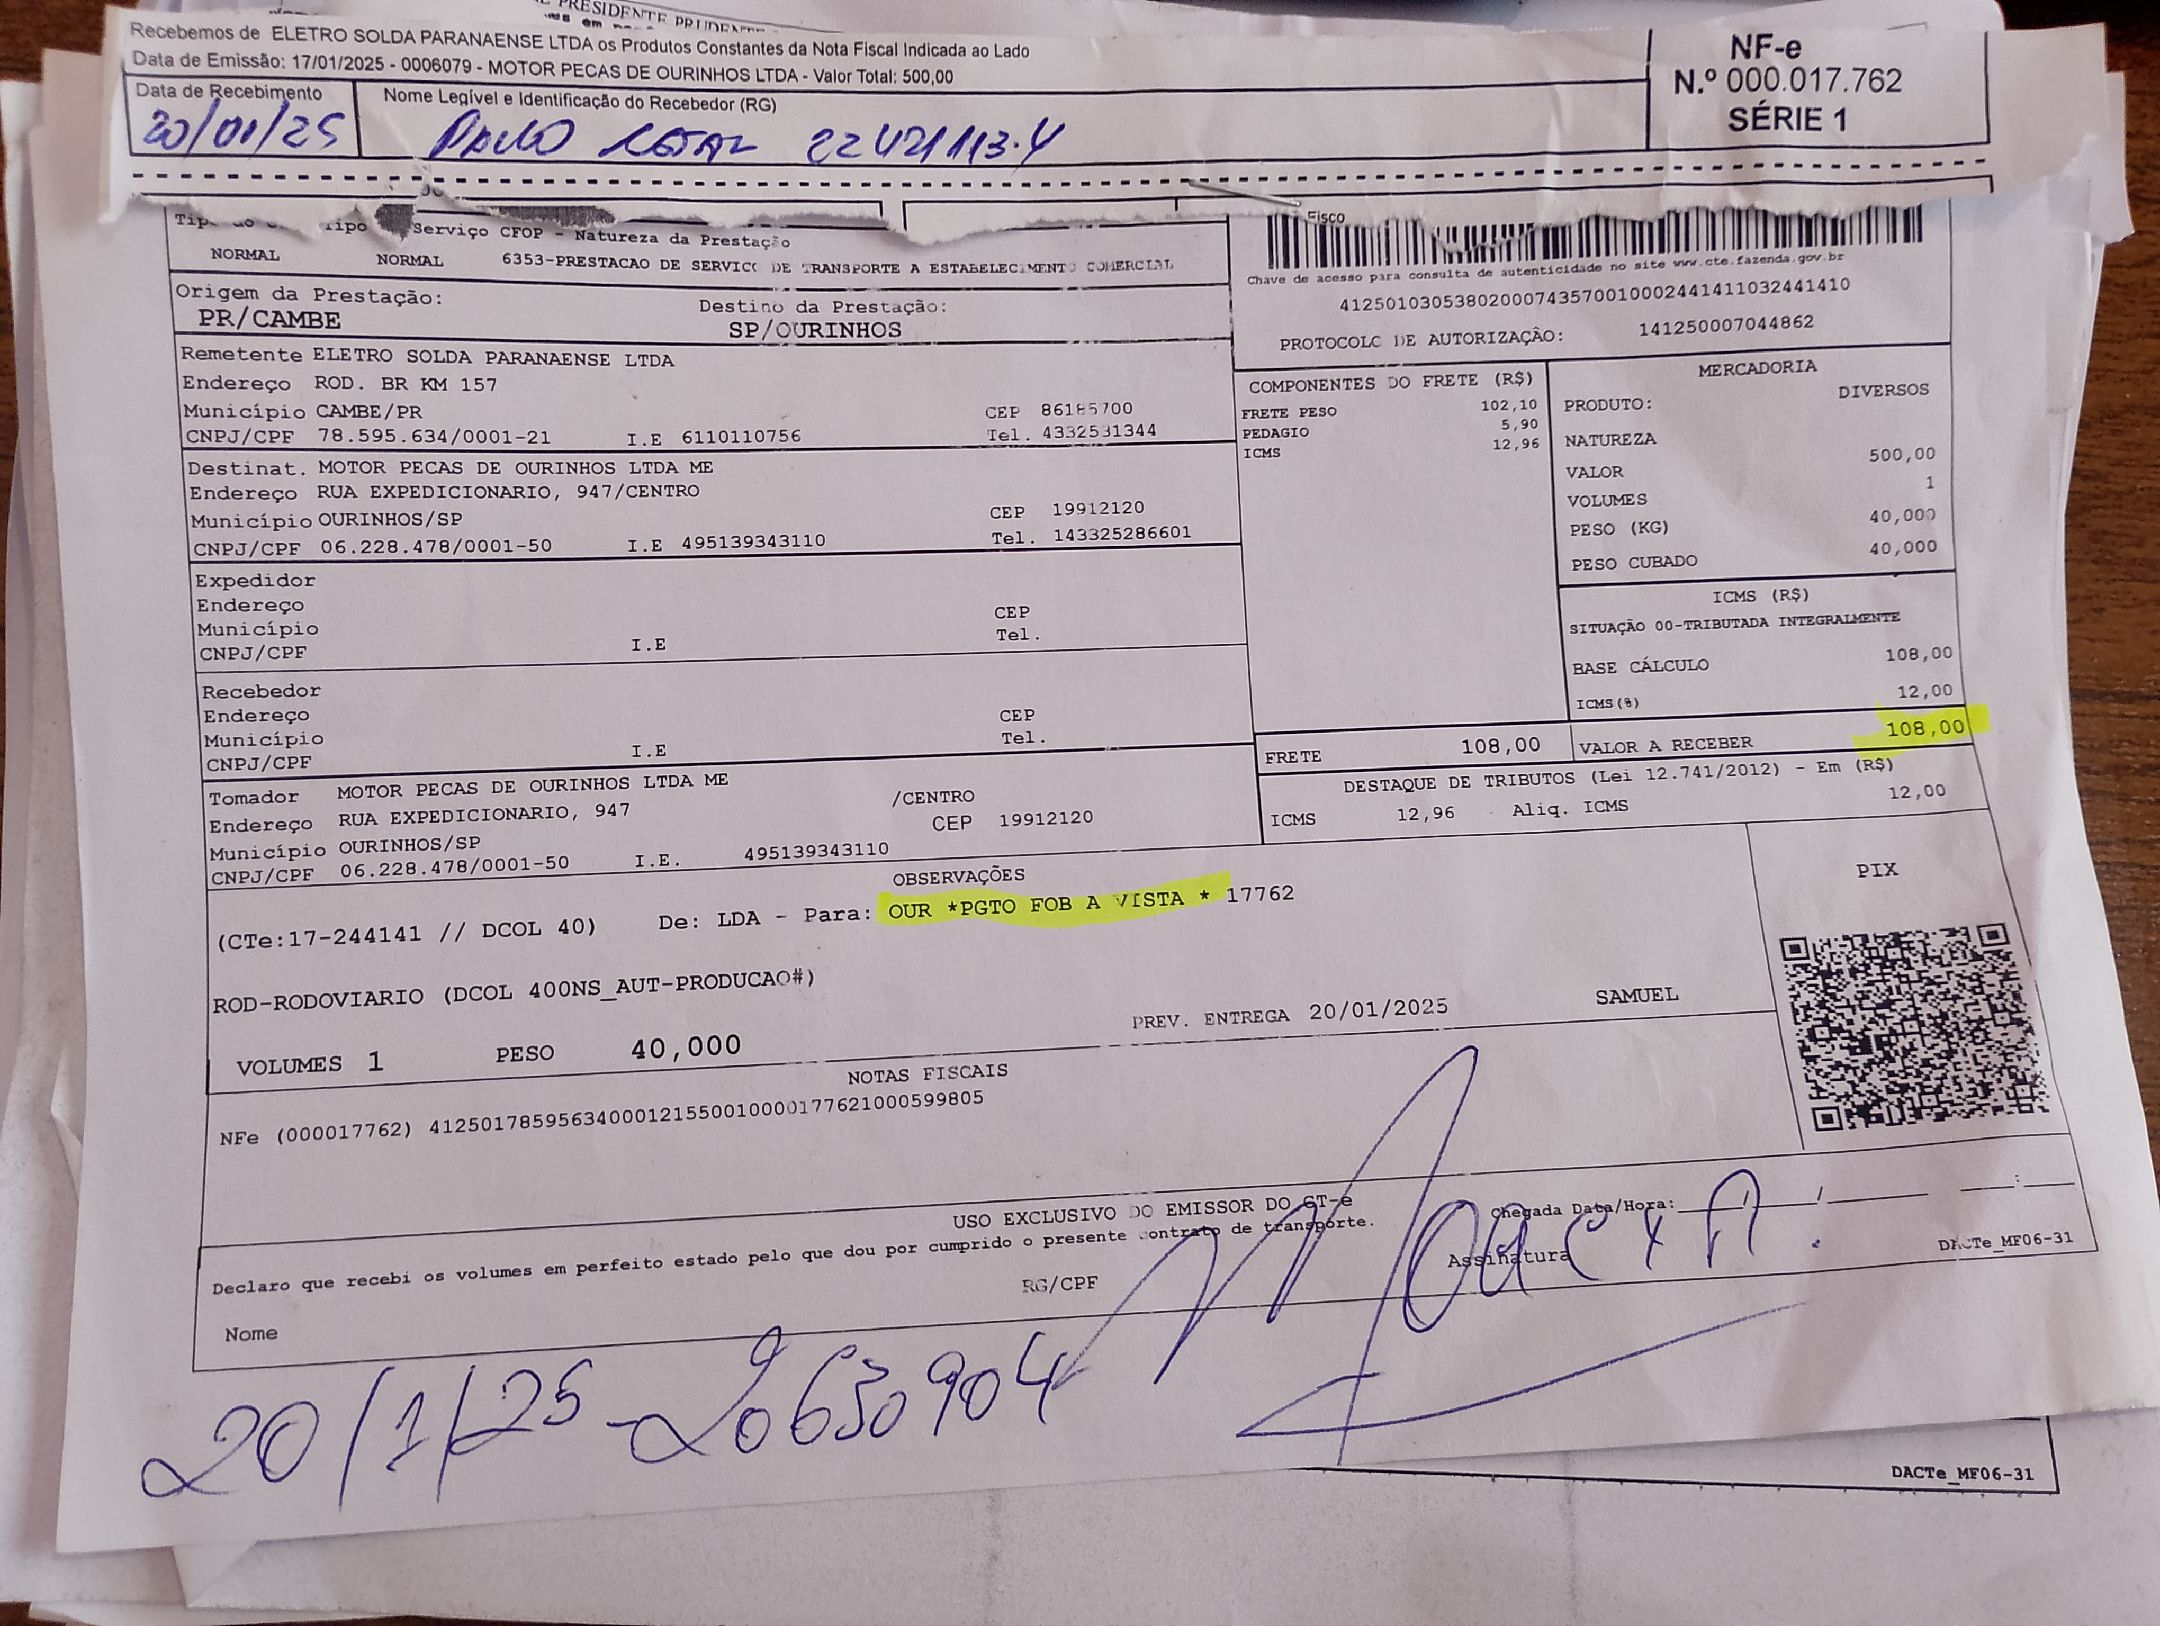 PRESIDENTE PRUDENT
Recebemos de ELETRO SOLDA PARANAENSE LTDA os Produtos Constantes da Nota Fiscal Indicada ao Lado
Data de Emissão: 17/01/2025 - 0006079 - MOTOR PECAS DE OURINHOS LTDA - Valor Total: 500,00
NF-e
N.º 000.017.762
SÉRIE 1
Data de Recebimento
Nome Legível e Identificação do Recebedor (RG)
20/01/25
22421113-4
Serviço CFOP - Natureza da Prestação
NORMAL NORMAL 6353-PRESTACAO DE SERVICO DE TRANSPORTE A ESTABELECIMENTO COMERCIAL
Fisco
Chave de acesso para consulta de autenticidade no site www.cte.fazenda.gov.br
41250103053802000743570010002441411032441410
PROTOCOLO DE AUTORIZAÇÃO: 141250007044862
Origem da Prestação: Destino da Prestação:
PR/CAMBE SP/OURINHOS
Remetente ELETRO SOLDA PARANAENSE LTDA
Endereço ROD. BR KM 157
Município CAMBE/PR CEP 86185700
CNPJ/CPF 78.595.634/0001-21 I.E 6110110756 Tel. 4332531344
Destinat. MOTOR PECAS DE OURINHOS LTDA ME
Endereço RUA EXPEDICIONARIO, 947/CENTRO
Município OURINHOS/SP CEP 19912120
CNPJ/CPF 06.228.478/0001-50 I.E 495139343110 Tel. 143325286601
Expedidor
Endereço
Município CEP
CNPJ/CPF I.E Tel.
Recebedor
Endereço
Município CEP
CNPJ/CPF I.E Tel.
Tomador MOTOR PECAS DE OURINHOS LTDA ME
Endereço RUA EXPEDICIONARIO, 947 /CENTRO
Município OURINHOS/SP CEP 19912120
CNPJ/CPF 06.228.478/0001-50 I.E. 495139343110
COMPONENTES DO FRETE (R$)
FRETE PESO 102,10
PEDAGIO 5,90
ICMS 12,96
MERCADORIA
PRODUTO: DIVERSOS
NATUREZA
VALOR 500,00
VOLUMES 1
PESO (KG) 40,000
PESO CUBADO 40,000
ICMS (R$)
SITUAÇÃO 00-TRIBUTADA INTEGRALMENTE
BASE CÁLCULO 108,00
ICMS(%) 12,00
FRETE 108,00 VALOR A RECEBER 108,00
DESTAQUE DE TRIBUTOS (Lei 12.741/2012) - Em (R$)
ICMS 12,96 Aliq. ICMS 12,00
OBSERVAÇÕES
(CTe:17-244141 // DCOL 40) De: LDA - Para: OUR *PGTO FOB A VISTA * 17762
ROD-RODOVIARIO (DCOL 400NS_AUT-PRODUCAO#)
PREV. ENTREGA 20/01/2025 SAMUEL
VOLUMES 1 PESO 40,000
PIX
NOTAS FISCAIS
NFe (000017762) 41250178595634000121550010000177621000599805
USO EXCLUSIVO DO EMISSOR DO CT-e
Declaro que recebi os volumes em perfeito estado pelo que dou por cumprido o presente contrato de transporte.
Chegada Data/Hora: / / :
Nome RG/CPF Assinatura
DACTe_MF06-31
Moacyr
20/1/25 - 20630904
DACTe_MF06-31